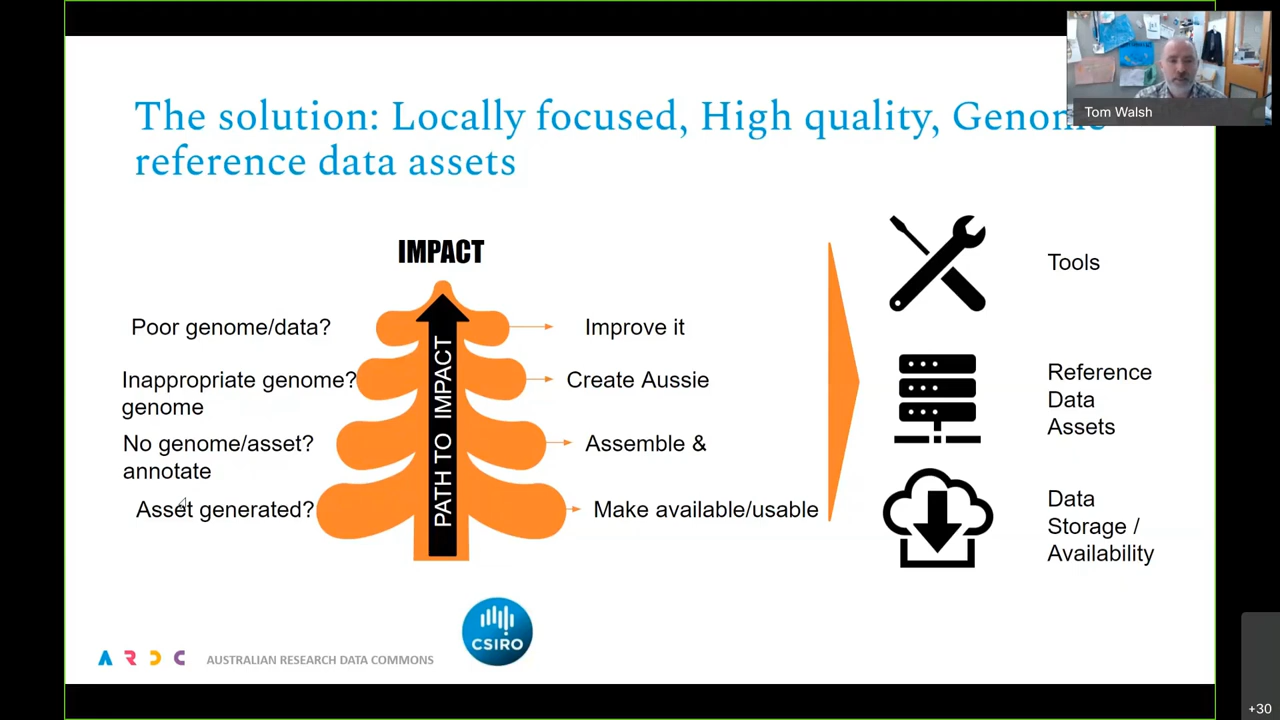 Tom Walsh
The solution: Locally focused, High quality, Genomic
reference data assets
IMPACT
PATH TO IMPACT
Poor genome/data? Improve it
Inappropriate genome? Create Aussie
genome
No genome/asset? Assemble &
annotate
Asset generated? Make available/usable
Tools
Reference
Data
Assets
Data
Storage /
Availability
CSIRO
ARDC AUSTRALIAN RESEARCH DATA COMMONS
+30